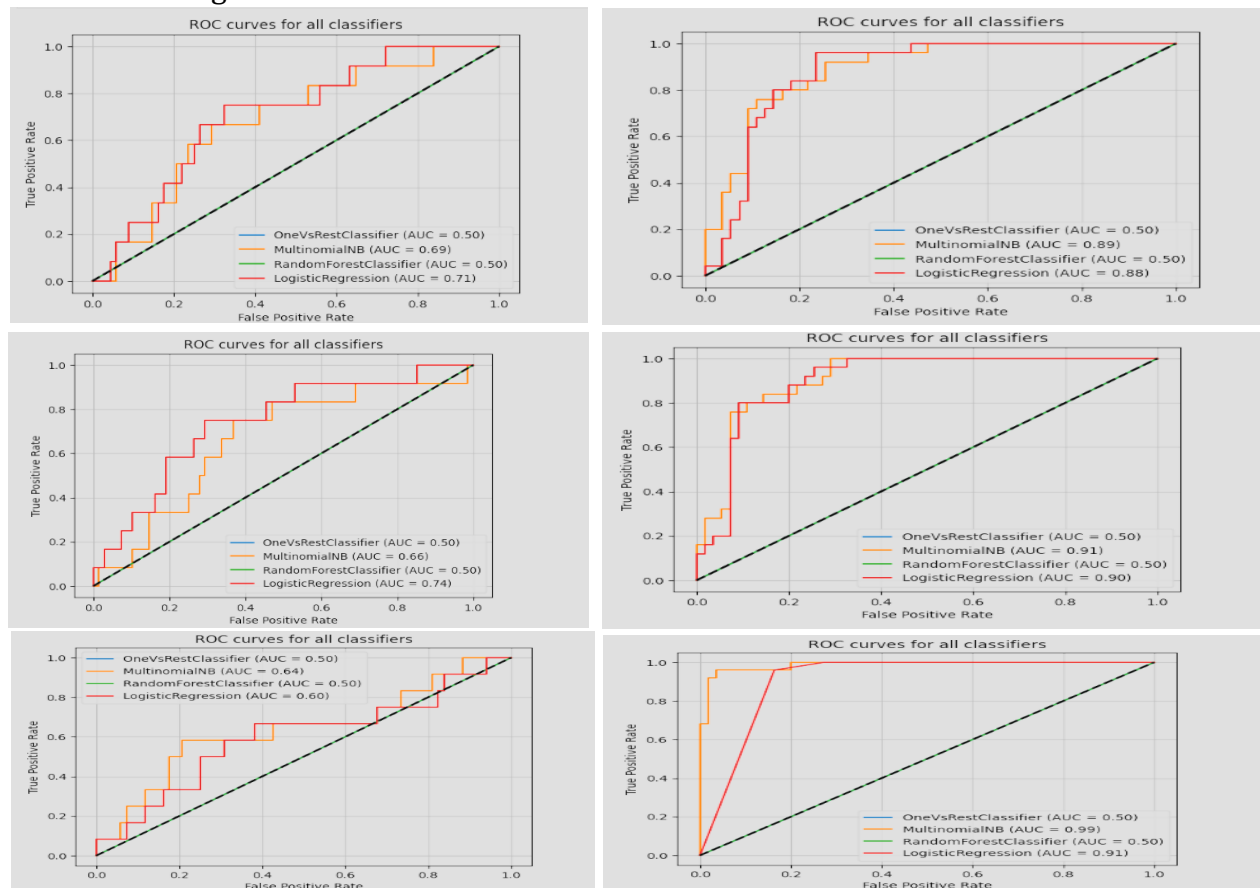 ROC curves for all classifiers
1.0
0.8
0.6
0.4
0.2
0.0
True Positive Rate
OneVsRestClassifier (AUC = 0.50)
MultinomialNB (AUC = 0.69)
RandomForestClassifier (AUC = 0.50)
LogisticRegression (AUC = 0.71)
0.0 0.2 0.4 0.6 0.8 1.0
False Positive Rate
ROC curves for all classifiers
1.0
0.8
0.6
0.4
0.2
0.0
True Positive Rate
OneVsRestClassifier (AUC = 0.50)
MultinomialNB (AUC = 0.89)
RandomForestClassifier (AUC = 0.50)
LogisticRegression (AUC = 0.88)
0.0 0.2 0.4 0.6 0.8 1.0
False Positive Rate
ROC curves for all classifiers
1.0
0.8
0.6
0.4
0.2
0.0
True Positive Rate
OneVsRestClassifier (AUC = 0.50)
MultinomialNB (AUC = 0.66)
RandomForestClassifier (AUC = 0.50)
LogisticRegression (AUC = 0.74)
0.0 0.2 0.4 0.6 0.8 1.0
False Positive Rate
ROC curves for all classifiers
1.0
0.8
0.6
0.4
0.2
0.0
True Positive Rate
OneVsRestClassifier (AUC = 0.50)
MultinomialNB (AUC = 0.91)
RandomForestClassifier (AUC = 0.50)
LogisticRegression (AUC = 0.90)
0.0 0.2 0.4 0.6 0.8 1.0
False Positive Rate
ROC curves for all classifiers
1.0
0.8
0.6
0.4
0.2
0.0
True Positive Rate
OneVsRestClassifier (AUC = 0.50)
MultinomialNB (AUC = 0.64)
RandomForestClassifier (AUC = 0.50)
LogisticRegression (AUC = 0.60)
0.0 0.2 0.4 0.6 0.8 1.0
False Positive Rate
ROC curves for all classifiers
1.0
0.8
0.6
0.4
0.2
0.0
True Positive Rate
OneVsRestClassifier (AUC = 0.50)
MultinomialNB (AUC = 0.99)
RandomForestClassifier (AUC = 0.50)
LogisticRegression (AUC = 0.91)
0.0 0.2 0.4 0.6 0.8 1.0
False Positive Rate